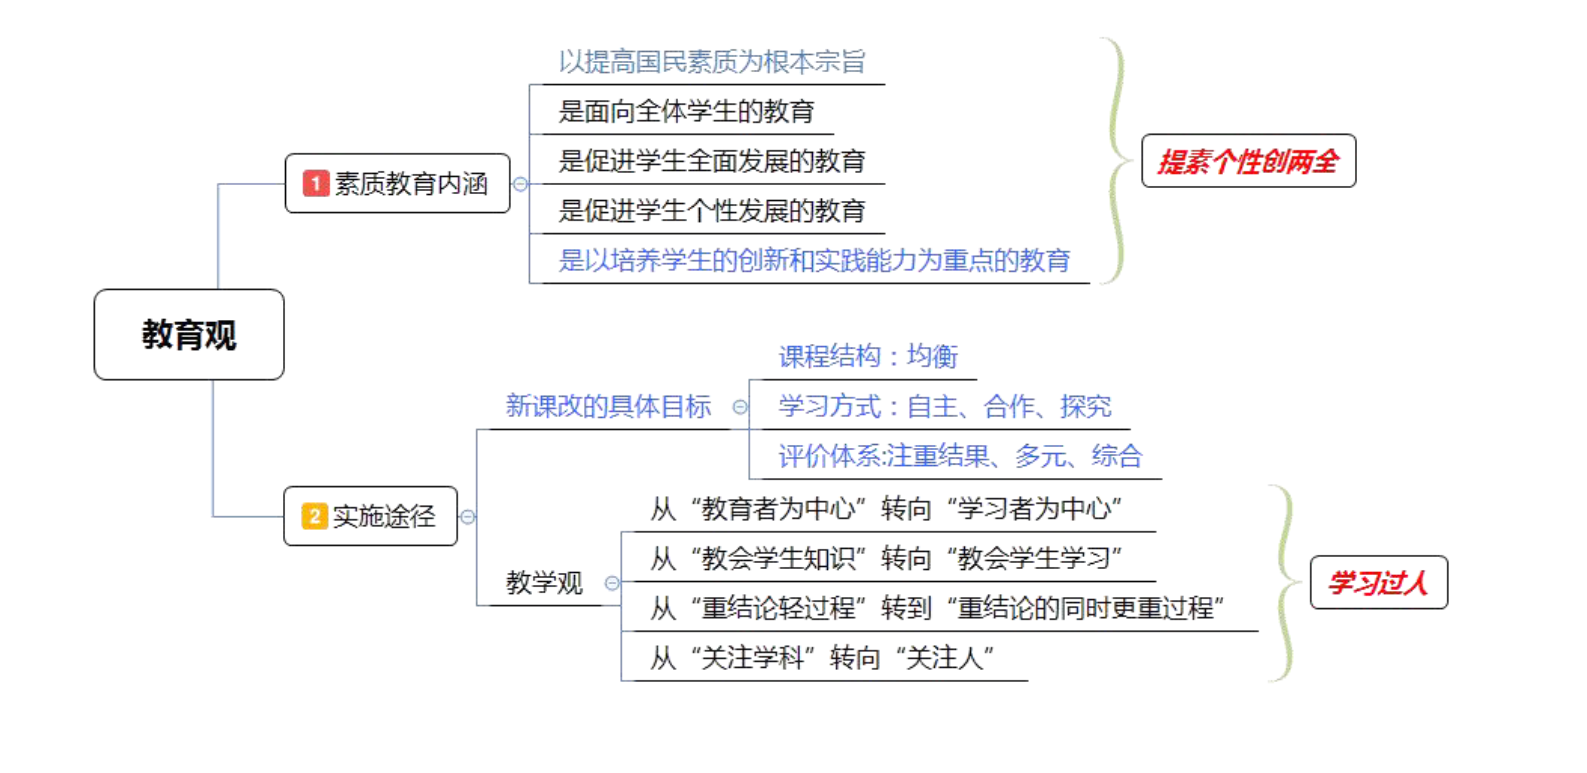 教育观
1 素质教育内涵
以提高国民素质为根本宗旨
是面向全体学生的教育
是促进学生全面发展的教育
是促进学生个性发展的教育
是以培养学生的创新和实践能力为重点的教育
提素个性创两全
2 实施途径
新课改的具体目标
课程结构：均衡
学习方式：自主、合作、探究
评价体系:注重结果、多元、综合
教学观
从“教育者为中心”转向“学习者为中心”
从“教会学生知识”转向“教会学生学习”
从“重结论轻过程”转到“重结论的同时更重过程”
从“关注学科”转向“关注人”
学习过人